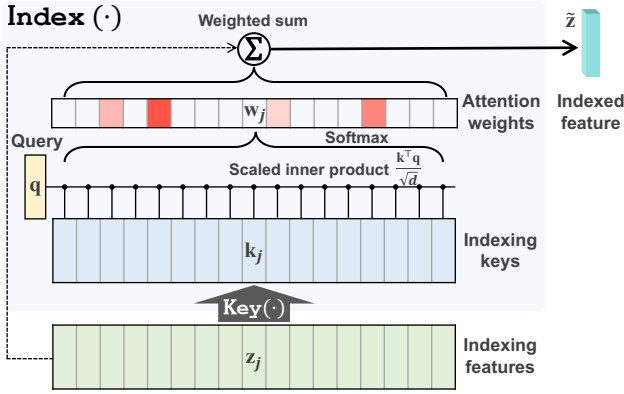 Index (·)
Weighted sum
Σ
z̃
Attention
weights
w_j
Indexed
feature
Softmax
Query
q
Scaled inner product k^⊤q/√d
k_j
Indexing
keys
Key(·)
z_j
Indexing
features